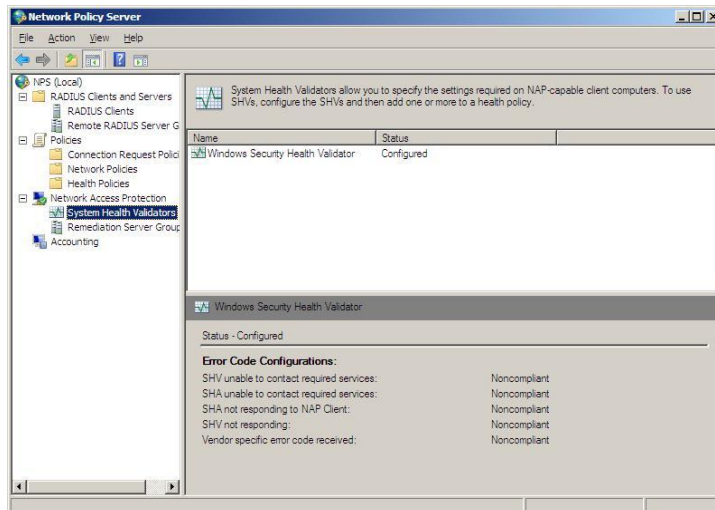 Network Policy Server
File Action View Help
NPS (Local)
RADIUS Clients and Servers
RADIUS Clients
Remote RADIUS Server G
Policies
Connection Request Polici
Network Policies
Health Policies
Network Access Protection
System Health Validators
Remediation Server Group
Accounting
System Health Validators allow you to specify the settings required on NAP-capable client computers. To use
SHVs, configure the SHVs and then add one or more to a health policy.
Name Status
Windows Security Health Validator Configured
Windows Security Health Validator
Status - Configured
Error Code Configurations:
SHV unable to contact required services: Noncompliant
SHA unable to contact required services: Noncompliant
SHA not responding to NAP Client: Noncompliant
SHV not responding: Noncompliant
Vendor specific error code received: Noncompliant